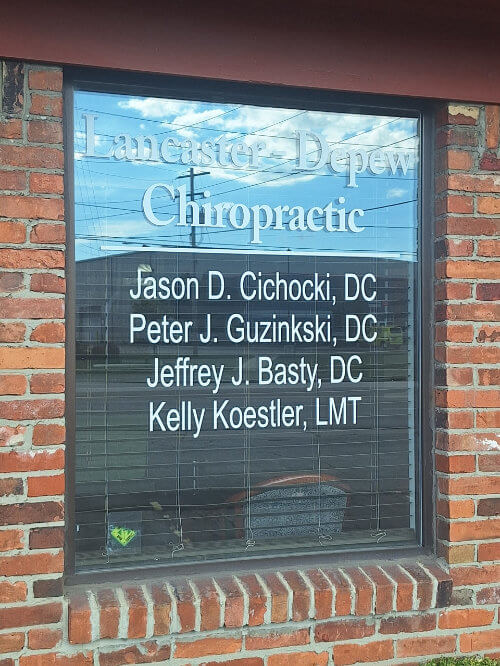 Lancaster-Depew
Chiropractic
Jason D. Cichocki, DC
Peter J. Guzinkski, DC
Jeffrey J. Basty, DC
Kelly Koestler, LMT